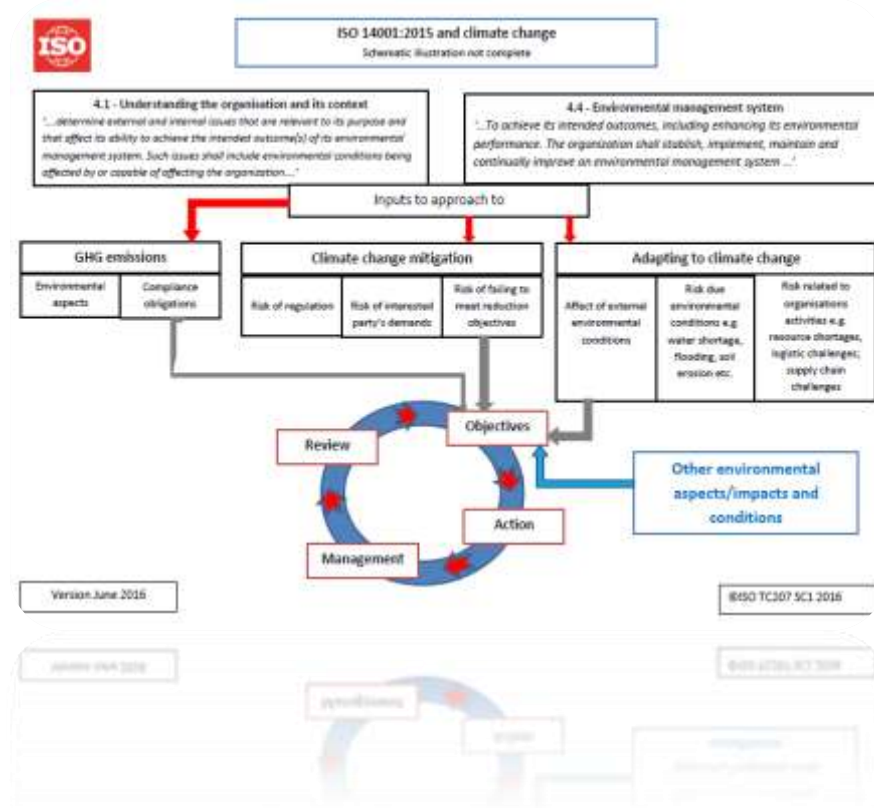 ISO
ISO 14001:2015 and climate change
Schematic illustration not complete
4.1 - Understanding the organisation and its context
'...determine external and internal issues that are relevant to its purpose and
that affect its ability to achieve the intended outcome(s) of its environmental
management system. Such issues shall include environmental conditions being
affected by or capable of affecting the organization...'
4.4 - Environmental management system
'...To achieve its intended outcomes, including enhancing its environmental
performance. The organization shall stablish, implement, maintain and
continually improve an environmental management system ...'
Inputs to approach to
GHG emissions
Environmental
aspects
Compliance
obligations
Climate change mitigation
Risk of regulation
Risk of interested
party's demands
Risk of failing to
meet reduction
objectives
Adapting to climate change
Affect of external
environmental
conditions
Risk due
environmental
conditions e.g.
water shortage,
flooding, soil
erosion etc.
Risk related to
organisations
activities e.g.
resource shortages,
logistic challenges;
supply chain
challenges
Objectives
Review
Action
Management
Other environmental
aspects/impacts and
conditions
Version June 2016
©ISO TC207 SC1 2016